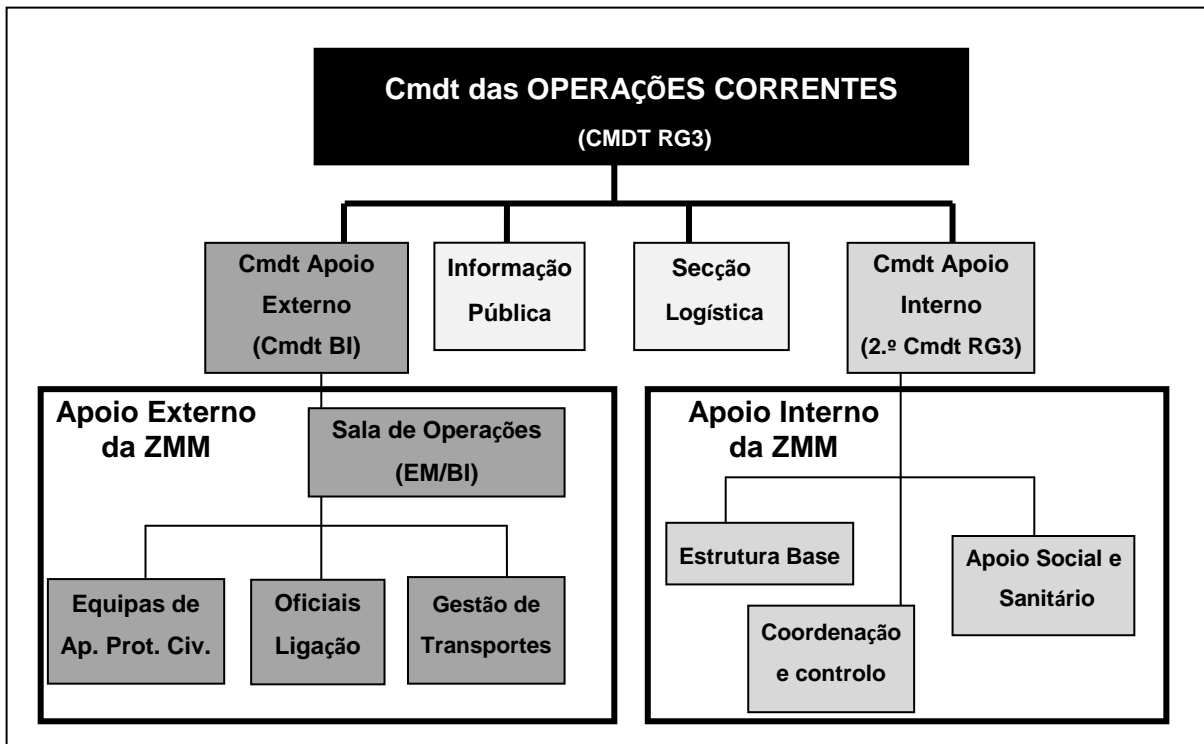 Cmdt das OPERAÇÕES CORRENTES
(CMDT RG3)
Cmdt Apoio
Externo
(Cmdt BI)
Informação
Pública
Secção
Logística
Cmdt Apoio
Interno
(2.º Cmdt RG3)
Apoio Externo
da ZMM
Sala de Operações
(EM/BI)
Equipas de
Ap. Prot. Civ.
Oficiais
Ligação
Gestão de
Transportes
Apoio Interno
da ZMM
Estrutura Base
Coordenação
e controlo
Apoio Social e
Sanitário